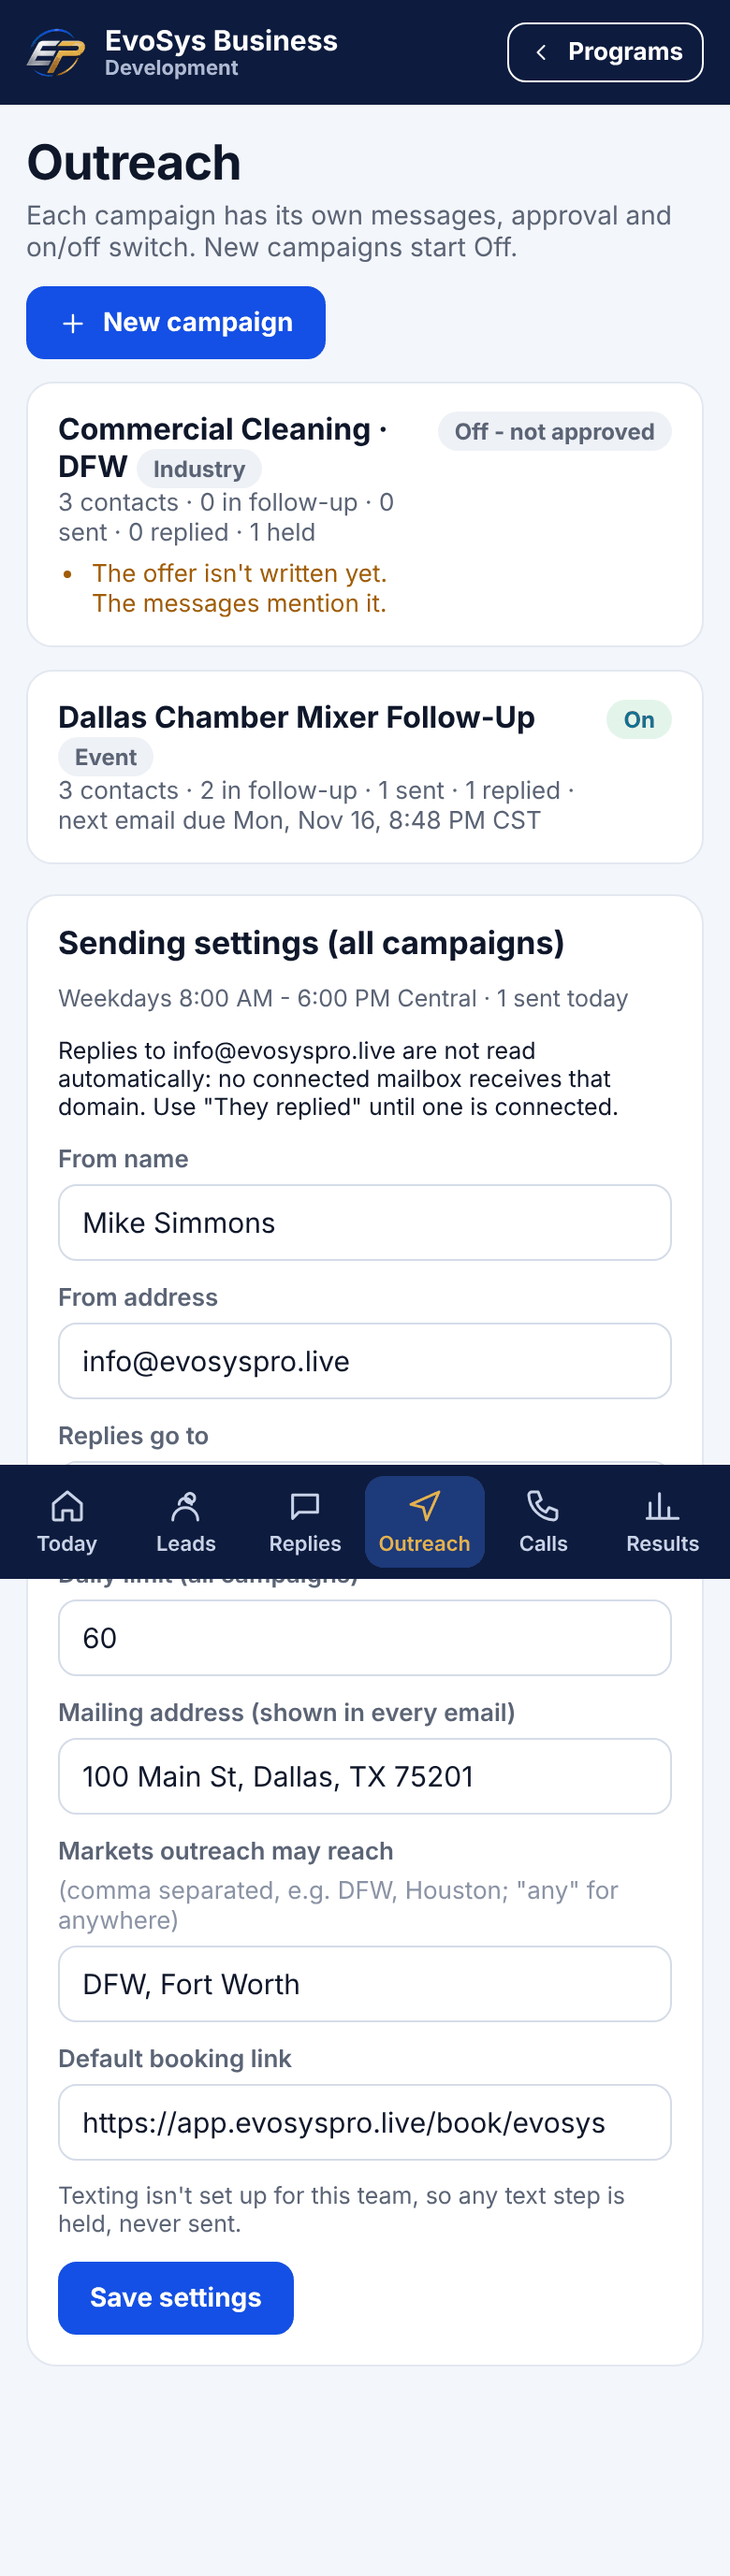 EP
EvoSys Business
Development
Programs
Outreach
Each campaign has its own messages, approval and
on/off switch. New campaigns start Off.
+ New campaign
Commercial Cleaning ·
DFW Industry
Off - not approved
3 contacts · 0 in follow-up · 0
sent · 0 replied · 1 held
• The offer isn't written yet.
The messages mention it.
Dallas Chamber Mixer Follow-Up
On
Event
3 contacts · 2 in follow-up · 1 sent · 1 replied ·
next email due Mon, Nov 16, 8:48 PM CST
Sending settings (all campaigns)
Weekdays 8:00 AM - 6:00 PM Central · 1 sent today
Replies to info@evosyspro.live are not read
automatically: no connected mailbox receives that
domain. Use "They replied" until one is connected.
From name
Mike Simmons
From address
info@evosyspro.live
Replies go to
Today Leads Replies Outreach Calls Results
Daily limit (all campaigns)
60
Mailing address (shown in every email)
100 Main St, Dallas, TX 75201
Markets outreach may reach
(comma separated, e.g. DFW, Houston; "any" for
anywhere)
DFW, Fort Worth
Default booking link
https://app.evosyspro.live/book/evosys
Texting isn't set up for this team, so any text step is
held, never sent.
Save settings